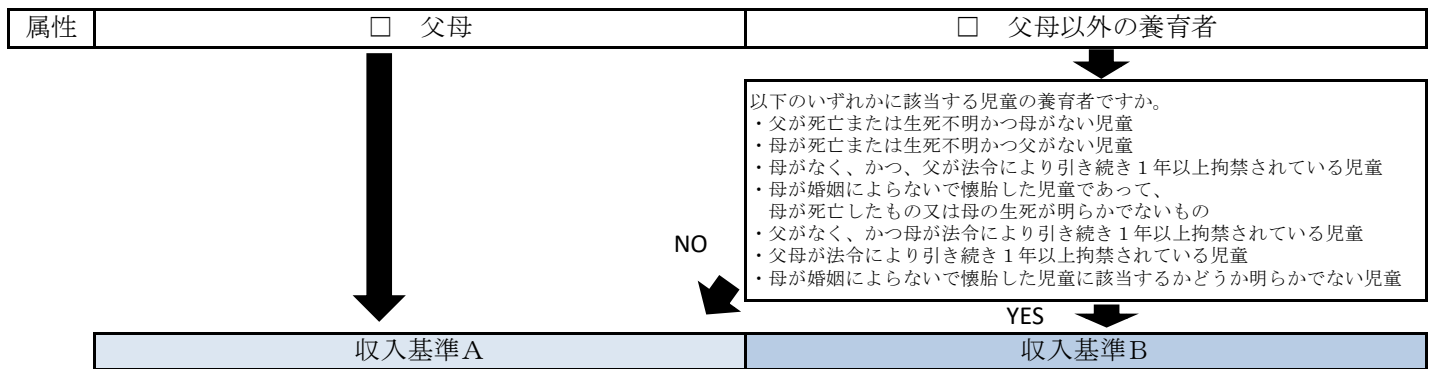 属性 □ 父母 □ 父母以外の養育者
以下のいずれかに該当する児童の養育者ですか。
・父が死亡または生死不明かつ母がない児童
・母が死亡または生死不明かつ父がない児童
・母がなく、かつ、父が法令により引き続き１年以上拘禁されている児童
・母が婚姻によらないで懐胎した児童であって、
母が死亡したもの又は母の生死が明らかでないもの
・父がなく、かつ母が法令により引き続き１年以上拘禁されている児童
・父母が法令により引き続き１年以上拘禁されている児童
・母が婚姻によらないで懐胎した児童に該当するかどうか明らかでない児童
NO
YES
収入基準Ａ 収入基準Ｂ